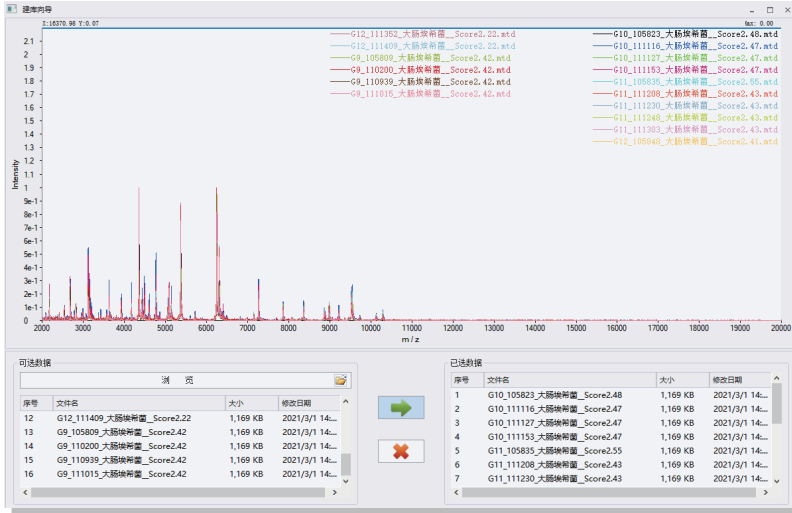 建库向导
X:16370.98 Y:0.07
G12_111352_大肠埃希菌__Score2.22.mtd
G12_111409_大肠埃希菌__Score2.22.mtd
G9_105809_大肠埃希菌__Score2.42.mtd
G9_110200_大肠埃希菌__Score2.42.mtd
G9_110939_大肠埃希菌__Score2.42.mtd
G9_111015_大肠埃希菌__Score2.42.mtd
G10_105823_大肠埃希菌__Score2.48.mtd
G10_111116_大肠埃希菌__Score2.47.mtd
G10_111127_大肠埃希菌__Score2.47.mtd
G10_111153_大肠埃希菌__Score2.47.mtd
G11_105835_大肠埃希菌__Score2.55.mtd
G11_111208_大肠埃希菌__Score2.43.mtd
G11_111230_大肠埃希菌__Score2.43.mtd
G11_111248_大肠埃希菌__Score2.43.mtd
G11_111303_大肠埃希菌__Score2.43.mtd
G12_105848_大肠埃希菌__Score2.41.mtd
2.1
2
1.9
1.8
1.7
1.6
1.5
1.4
1.3
1.2
1.1
1
9e-1
8e-1
7e-1
6e-1
5e-1
4e-1
3e-1
2e-1
1e-1
0
Intensity
2000 3000 4000 5000 6000 7000 8000 9000 10000 11000 12000 13000 14000 15000 16000 17000 18000 19000 20000
m / z
可选数据
浏 览
序号 文件名 大小 修改日期
12 G12_111409_大肠埃希菌__Score2.22 1,169 KB 2021/3/1 14:...
13 G9_105809_大肠埃希菌__Score2.42 1,169 KB 2021/3/1 14:...
14 G9_110200_大肠埃希菌__Score2.42 1,169 KB 2021/3/1 14:...
15 G9_110939_大肠埃希菌__Score2.42 1,169 KB 2021/3/1 14:...
16 G9_111015_大肠埃希菌__Score2.42 1,169 KB 2021/3/1 14:...
已选数据
序号 文件名 大小 修改日期
1 G10_105823_大肠埃希菌__Score2.48 1,169 KB 2021/3/1 14:...
2 G10_111116_大肠埃希菌__Score2.47 1,169 KB 2021/3/1 14:...
3 G10_111127_大肠埃希菌__Score2.47 1,169 KB 2021/3/1 14:...
4 G10_111153_大肠埃希菌__Score2.47 1,169 KB 2021/3/1 14:...
5 G11_105835_大肠埃希菌__Score2.55 1,169 KB 2021/3/1 14:...
6 G11_111208_大肠埃希菌__Score2.43 1,169 KB 2021/3/1 14:...
7 G11_111230_大肠埃希菌__Score2.43 1,169 KB 2021/3/1 14:...